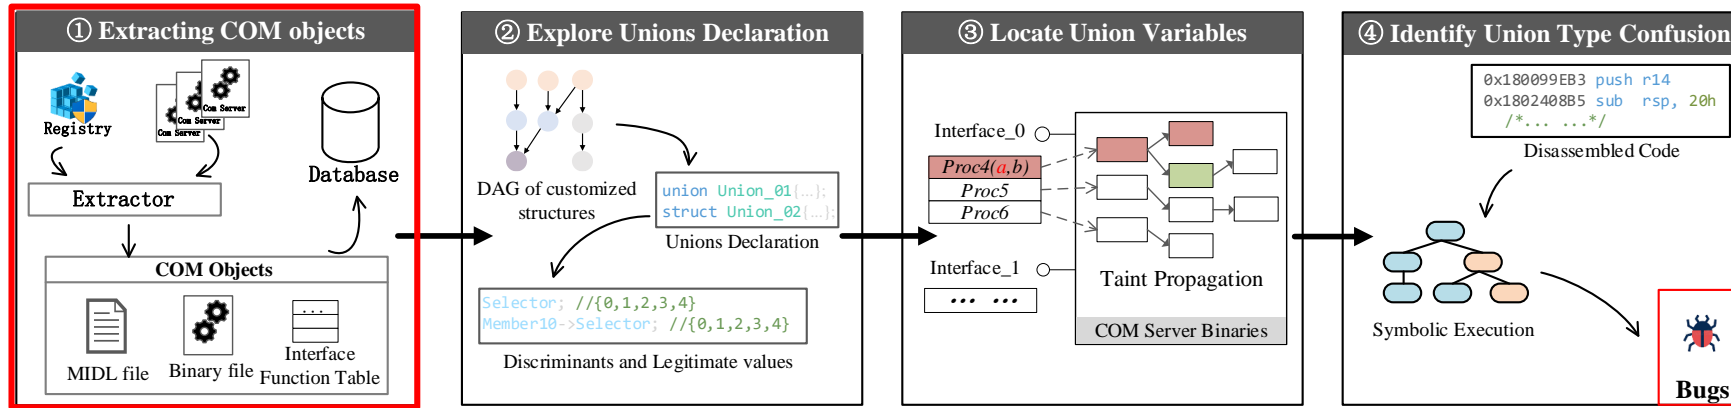 ① Extracting COM objects
Registry
Com Server
Com Server
Com Server
Extractor
Database
COM Objects
MIDL file
Binary file
...
Interface
Function Table
② Explore Unions Declaration
DAG of customized
structures
union Union_01{...};
struct Union_02{...};
Unions Declaration
Selector; //{0,1,2,3,4}
Member10->Selector; //{0,1,2,3,4}
Discriminants and Legitimate values
③ Locate Union Variables
Interface_0
Proc4(a,b)
Proc5
Proc6
Interface_1
... ...
Taint Propagation
COM Server Binaries
④ Identify Union Type Confusion
0x180099EB3 push r14
0x1802408B5 sub rsp, 20h
/*... ...*/
Disassembled Code
Symbolic Execution
Bugs